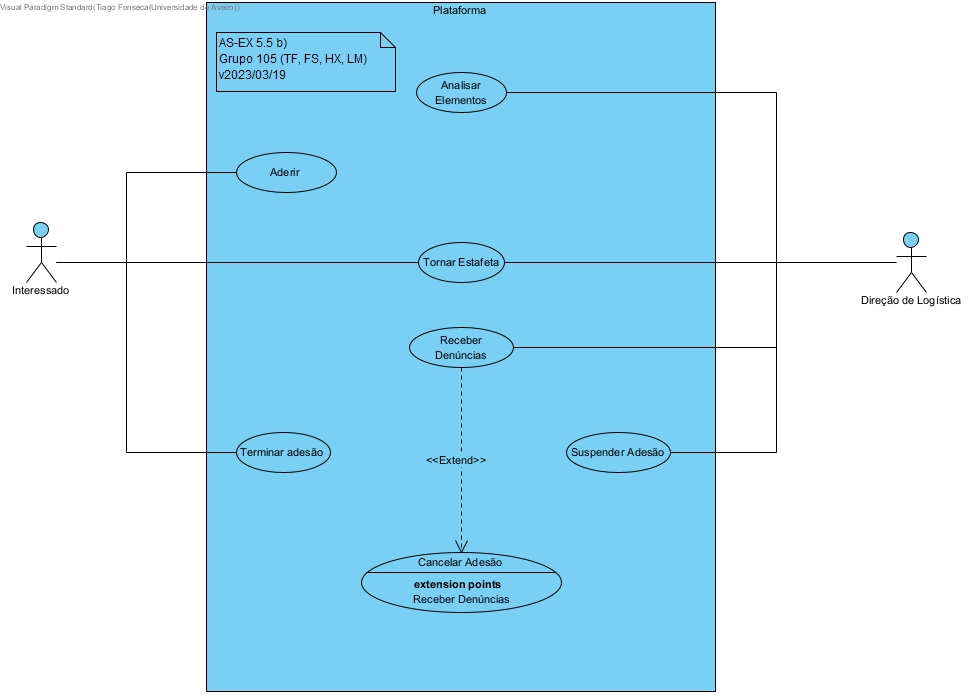 Visual Paradigm Standard(Tiago Fonseca(Universidade de Aveiro))
Plataforma
AS-EX 5.5 b)
Grupo 105 (TF, FS, HX, LM)
v2023/03/19
Analisar
Elementos
Aderir
Tornar Estafeta
Interessado
Direção de Logística
Receber
Denúncias
Terminar adesão
Suspender Adesão
<<Extend>>
Cancelar Adesão
extension points
Receber Denúncias